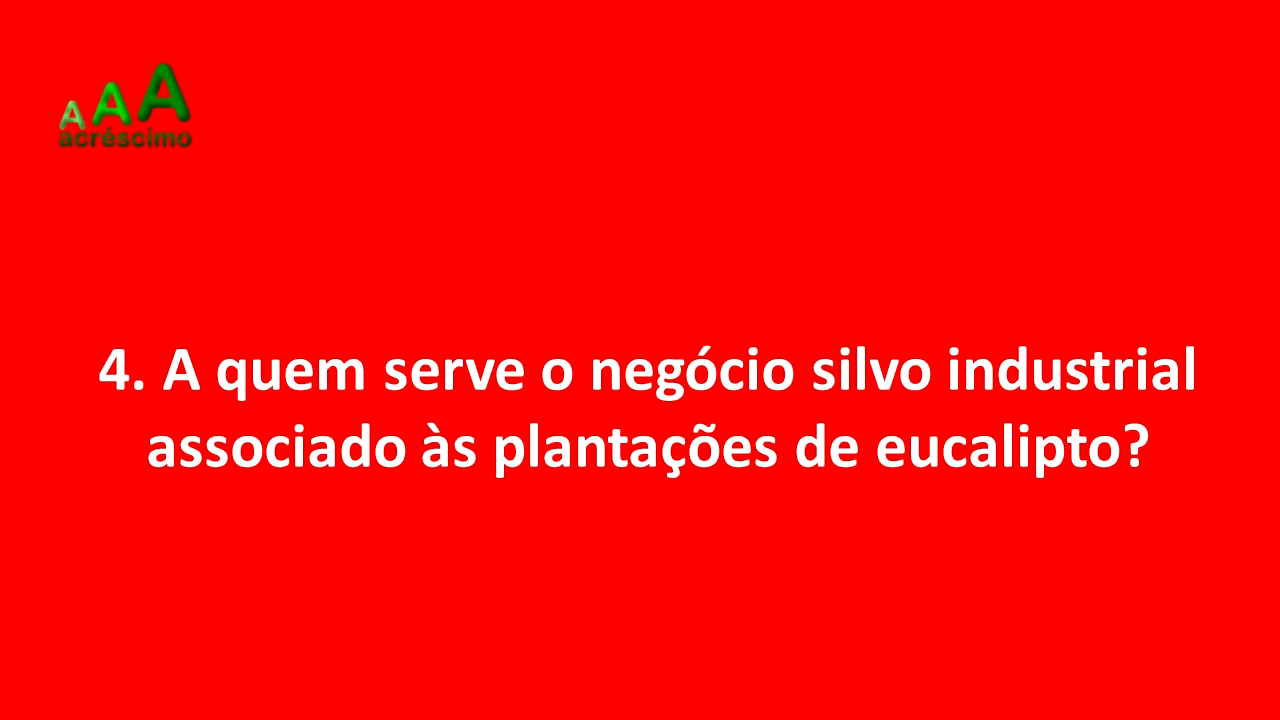 A A A
acréscimo
4. A quem serve o negócio silvo industrial
associado às plantações de eucalipto?